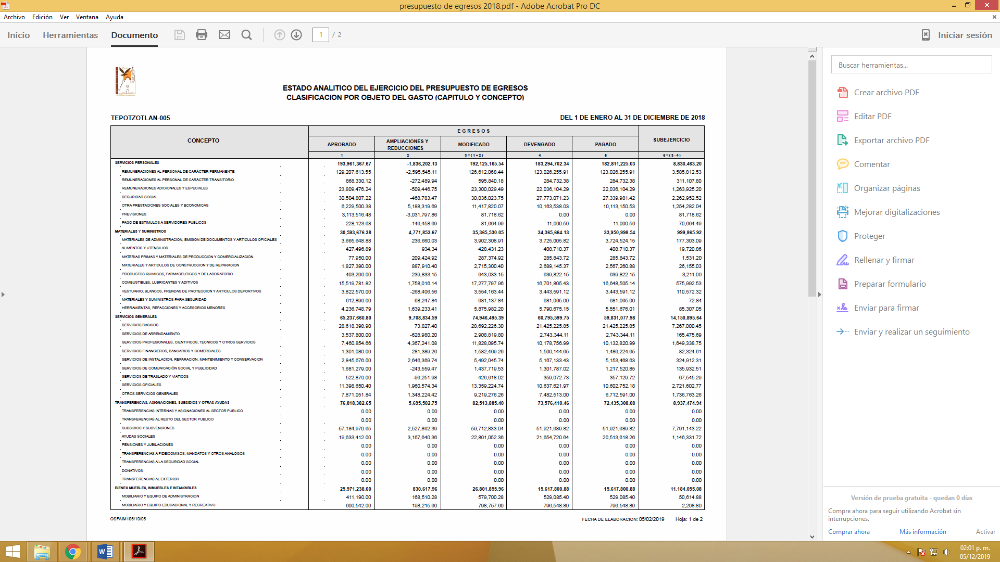 presupuesto de egresos 2018.pdf - Adobe Acrobat Pro DC
Archivo Edición Ver Ventana Ayuda
Inicio Herramientas Documento 1 / 2 Iniciar sesión
ESTADO ANALITICO DEL EJERCICIO DEL PRESUPUESTO DE EGRESOS
CLASIFICACION POR OBJETO DEL GASTO (CAPITULO Y CONCEPTO)
TEPOTZOTLAN-005 DEL 1 DE ENERO AL 31 DE DICIEMBRE DE 2018
CONCEPTO E G R E S O S SUBEJERCICIO
APROBADO AMPLIACIONES Y REDUCCIONES MODIFICADO DEVENGADO PAGADO
1 2 3 = ( 1 + 2 ) 4 5 6 = ( 3 - 4 )
SERVICIOS PERSONALES 193,961,367.67 -1,836,202.13 192,125,165.54 183,294,702.34 182,811,225.03 8,830,463.20
REMUNERACIONES AL PERSONAL DE CARÁCTER PERMANENTE 129,207,613.55 -2,595,545.11 126,612,068.44 123,026,255.91 123,026,255.91 3,585,812.53
REMUNERACIONES AL PERSONAL DE CARÁCTER TRANSITORIO 868,330.12 -272,489.94 595,840.18 284,732.38 284,732.38 311,107.80
REMUNERACIONES ADICIONALES Y ESPECIALES 23,809,476.24 -509,446.75 23,300,029.49 22,036,104.29 22,036,104.29 1,263,925.20
SEGURIDAD SOCIAL 30,504,807.22 -468,783.47 30,036,023.75 27,773,071.23 27,339,981.42 2,262,952.52
OTRA PRESTACIONES SOCIALES Y ECONOMICAS 6,229,500.38 5,188,319.69 11,417,820.07 10,163,538.03 10,113,150.53 1,254,282.04
PREVISIONES 3,113,516.48 -3,031,797.86 81,718.62 0.00 0.00 81,718.62
PAGO DE ESTIMULOS A SERVIDORES PUBLICOS 228,123.68 -146,458.69 81,664.99 11,000.50 11,000.50 70,664.49
MATERIALES Y SUMINISTROS 30,593,676.38 4,771,853.67 35,365,530.05 34,365,664.13 33,950,998.54 999,865.92
MATERIALES DE ADMINISTRACION, EMISION DE DOCUMENTOS Y ARTICULOS OFICIALES 3,665,648.88 236,660.03 3,902,308.91 3,725,005.82 3,724,524.15 177,303.09
ALIMENTOS Y UTENSILIOS 427,496.89 934.34 428,431.23 408,710.37 408,710.37 19,720.86
MATERIAS PRIMAS Y MATERIALES DE PRODUCCION Y COMERCIALIZACION 77,950.00 209,424.92 287,374.92 285,843.72 285,843.72 1,531.20
MATERIALES Y ARTICULOS DE CONSTRUCCION Y DE REPARACION 1,827,390.00 887,910.40 2,715,300.40 2,689,145.37 2,567,260.88 26,155.03
PRODUCTOS QUIMICOS, FARMACEUTICOS Y DE LABORATORIO 403,200.00 239,833.15 643,033.15 639,822.15 639,822.15 3,211.00
COMBUSTIBLES, LUBRICANTES Y ADITIVOS 15,519,781.82 1,758,016.14 17,277,797.96 16,701,805.43 16,648,505.14 575,992.53
VESTUARIO, BLANCOS, PRENDAS DE PROTECCION Y ARTICULOS DEPORTIVOS 3,822,570.00 -268,406.56 3,554,163.44 3,443,591.12 3,443,591.12 110,572.32
MATERIALES Y SUMINISTROS PARA SEGURIDAD 612,890.00 68,247.84 681,137.84 681,065.00 681,065.00 72.84
HERRAMIENTAS, REFACCIONES Y ACCESORIOS MENORES 4,236,748.79 1,639,233.41 5,875,982.20 5,790,675.15 5,551,676.01 85,307.05
SERVICIOS GENERALES 65,237,660.80 9,708,834.59 74,946,495.39 60,795,599.75 59,831,077.98 14,150,895.64
SERVICIOS BASICOS 28,618,398.90 73,827.40 28,692,226.30 21,425,225.85 21,425,225.85 7,267,000.45
SERVICIOS DE ARRENDAMIENTO 3,537,800.00 -628,980.20 2,908,819.80 2,743,344.11 2,743,344.11 165,475.69
SERVICIOS PROFESIONALES, CIENTIFICOS, TECNICOS Y OTROS SERVICIOS 7,460,854.66 4,367,241.08 11,828,095.74 10,178,756.99 10,132,820.99 1,649,338.75
SERVICIOS FINANCIEROS, BANCARIOS Y COMERCIALES 1,301,080.00 281,389.26 1,582,469.26 1,500,144.65 1,486,224.65 82,324.61
SERVICIOS DE INSTALACION, REPARACION, MANTENIMIENTO Y CONSERVACION 2,845,676.00 2,646,369.74 5,492,045.74 5,167,133.43 5,153,468.63 324,912.31
SERVICIOS DE COMUNICACIÓN SOCIAL Y PUBLICIDAD 1,681,279.00 -243,559.47 1,437,719.53 1,301,787.02 1,217,520.85 135,932.51
SERVICIOS DE TRASLADO Y VIATICOS 522,870.00 -96,251.98 426,618.02 359,072.73 357,129.72 67,545.29
SERVICIOS OFICIALES 11,398,650.40 1,960,574.34 13,359,224.74 10,637,621.97 10,602,752.18 2,721,602.77
OTROS SERVICIOS GENERALES 7,871,051.84 1,348,224.42 9,219,276.26 7,482,513.00 6,712,591.00 1,736,763.26
TRANSFERENCIAS, ASIGNACIONES, SUBSIDIOS Y OTRAS AYUDAS 76,818,382.65 5,695,502.75 82,513,885.40 73,576,410.46 72,435,308.08 8,937,474.94
TRANSFERENCIAS INTERNAS Y ASIGNACIONES AL SECTOR PUBLICO 0.00 0.00 0.00 0.00 0.00 0.00
TRANSFERENCIAS AL RESTO DEL SECTOR PUBLICO 0.00 0.00 0.00 0.00 0.00 0.00
SUBSIDIOS Y SUBVENCIONES 57,184,970.65 2,527,862.39 59,712,833.04 51,921,689.82 51,921,689.82 7,791,143.22
AYUDAS SOCIALES 19,633,412.00 3,167,640.36 22,801,052.36 21,654,720.64 20,513,618.26 1,146,331.72
PENSIONES Y JUBILACIONES 0.00 0.00 0.00 0.00 0.00 0.00
TRANSFERENCIAS A FIDEICOMISOS, MANDATOS Y OTROS ANALOGOS 0.00 0.00 0.00 0.00 0.00 0.00
TRANSFERENCIAS A LA SEGURIDAD SOCIAL 0.00 0.00 0.00 0.00 0.00 0.00
DONATIVOS 0.00 0.00 0.00 0.00 0.00 0.00
TRANSFERENCIAS AL EXTERIOR 0.00 0.00 0.00 0.00 0.00 0.00
BIENES MUEBLES, INMUEBLES E INTANGIBLES 25,971,238.00 830,617.96 26,801,855.96 15,617,800.88 15,617,800.88 11,184,055.08
MOBILIARIO Y EQUIPO DE ADMINISTRACION 411,190.00 168,510.28 579,700.28 529,085.40 529,085.40 50,614.88
MOBILIARIO Y EQUIPO EDUCACIONAL Y RECREATIVO 600,542.00 198,215.60 798,757.60 796,548.80 796,548.80 2,208.80
OSFAIM106/10/05 FECHA DE ELABORACION: 05/02/2019 Hoja: 1 de 2
Buscar herramientas...
Crear archivo PDF
Editar PDF
Exportar archivo PDF
Comentar
Organizar páginas
Mejorar digitalizaciones
Proteger
Rellenar y firmar
Preparar formulario
Enviar para firmar
Enviar y realizar un seguimiento
Versión de prueba gratuita - quedan 0 días
Compre ahora para seguir utilizando Acrobat sin
interrupciones.
Comprar ahora Más información Activar
02:01 p. m.
05/12/2019